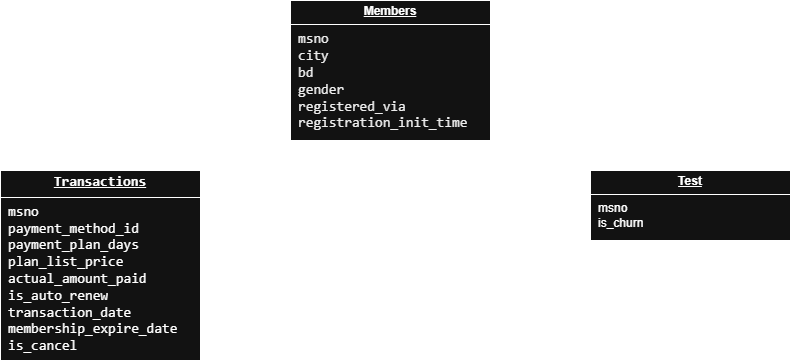 Members
msno
city
bd
gender
registered_via
registration_init_time
Transactions
msno
payment_method_id
payment_plan_days
plan_list_price
actual_amount_paid
is_auto_renew
transaction_date
membership_expire_date
is_cancel
Test
msno
is_churn